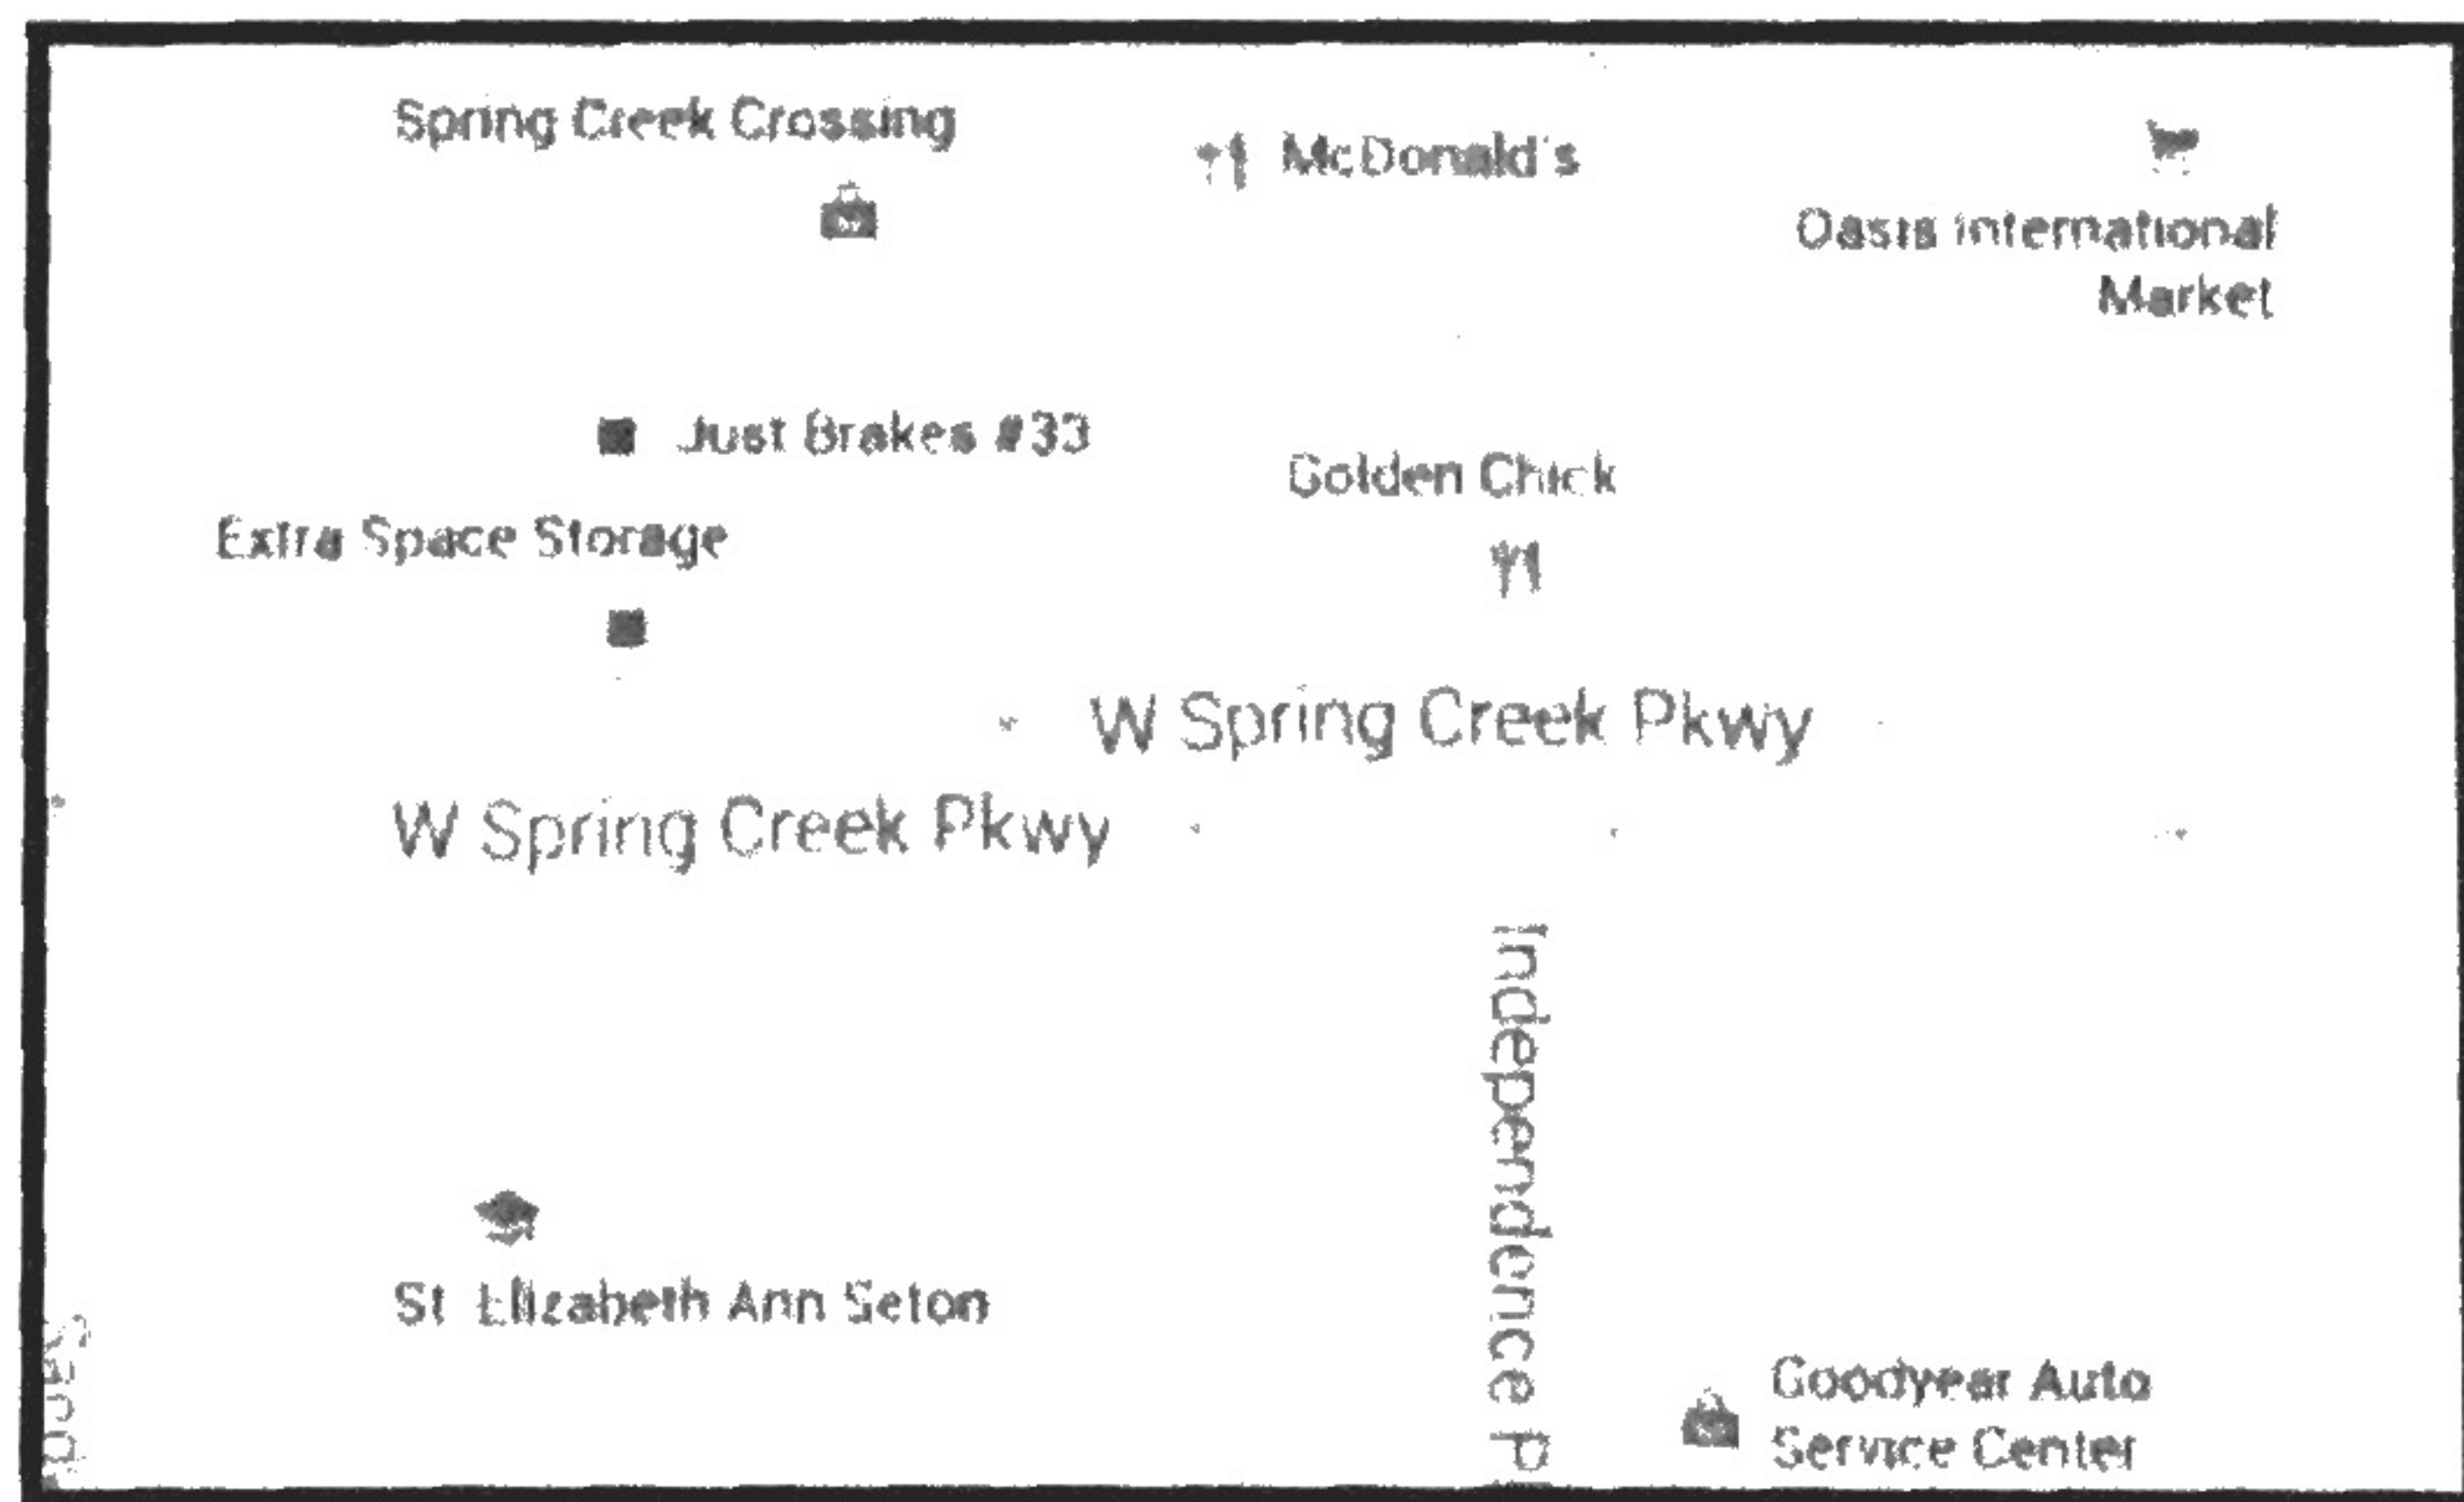 Spring Creek Crossing
McDonald's
Oasis International
Market
Just Brakes #33
Golden Chick
Extra Space Storage
W Spring Creek Pkwy
W Spring Creek Pkwy
Independence
St Elizabeth Ann Seton
Goodyear Auto
Service Center